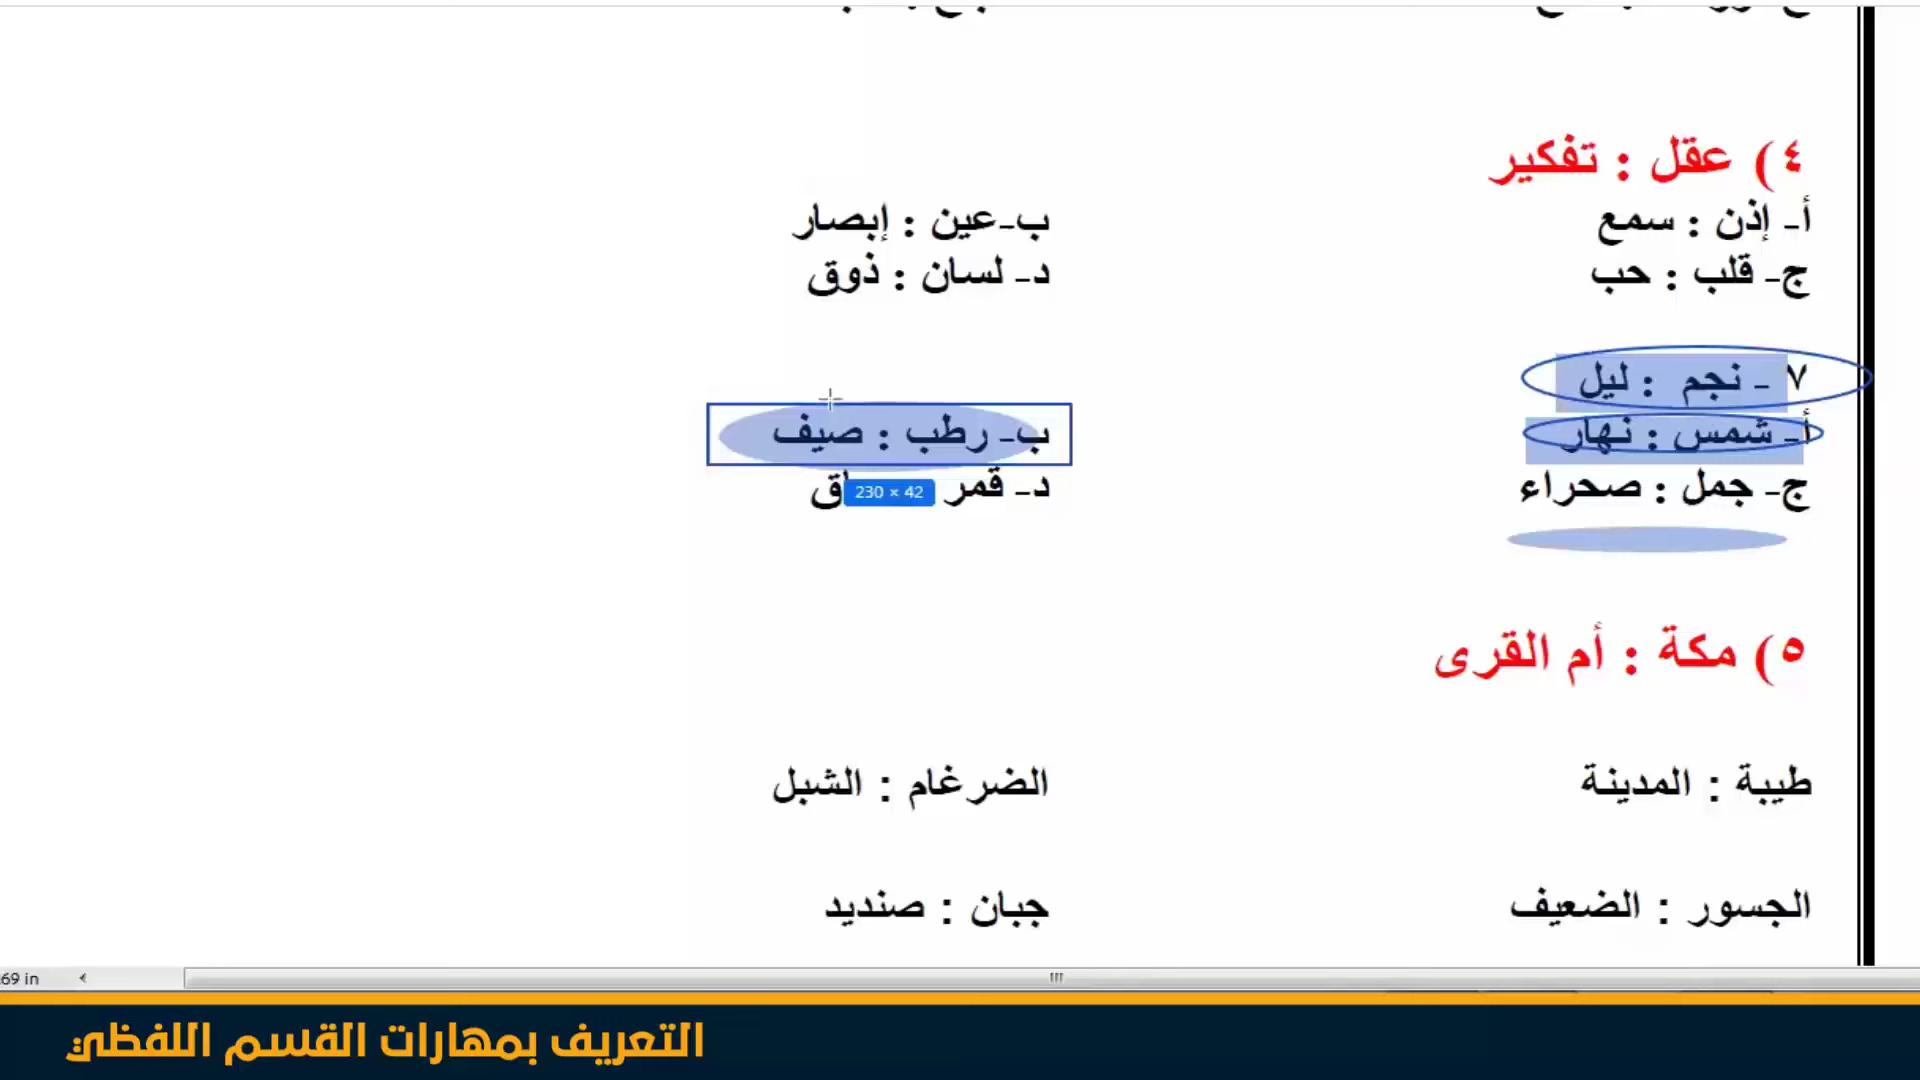 ٤) عقل : تفكير
أ- إذن : سمع
ب-عين : إبصار
ج- قلب : حب
د- لسان : ذوق
٧ - نجم : ليل
أ- شمس : نهار
ب- رطب : صيف
ج- جمل : صحراء
د- قمر
230 × 42
٥) مكة : أم القرى
طيبة : المدينة
الضرغام : الشبل
الجسور : الضعيف
جبان : صنديد
69 in
التعريف بمهارات القسم اللفظي